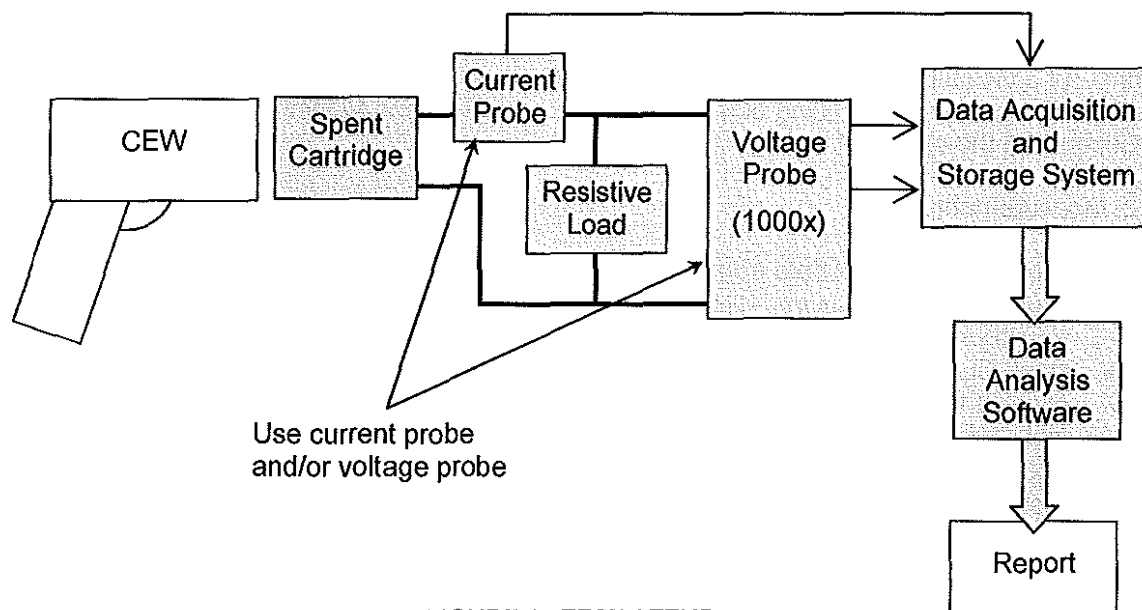 CEW
Spent
Cartridge
Current
Probe
Resistive
Load
Voltage
Probe
(1000x)
Data Acquisition
and
Storage System
Data
Analysis
Software
Report
Use current probe
and/or voltage probe